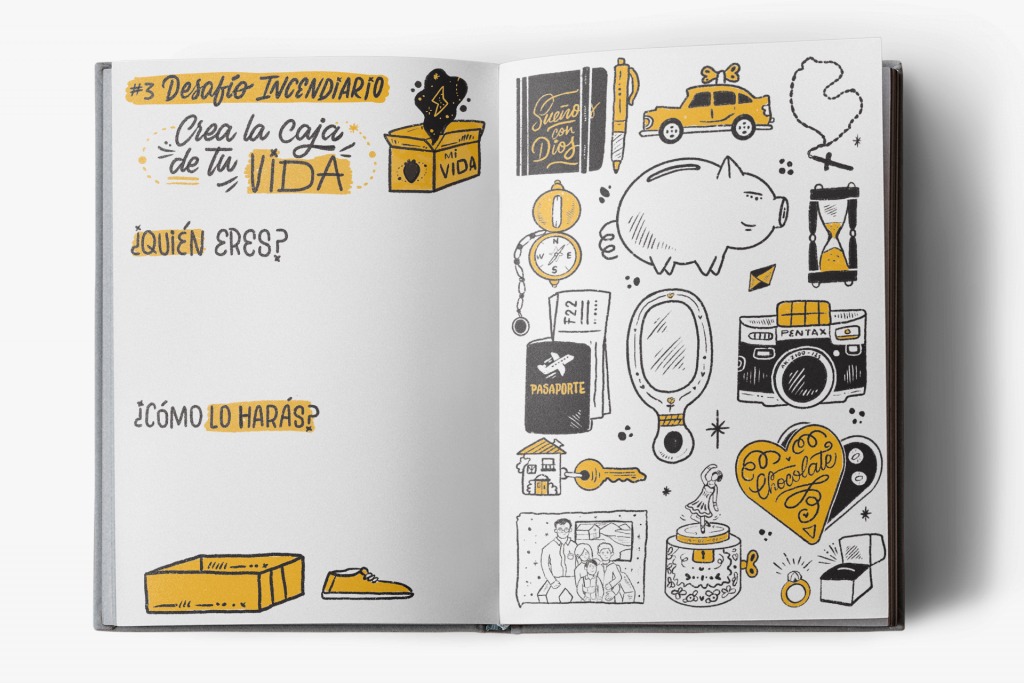 #3 Desafío INCENDIARIO
Crea la caja
de tu VIDA
Mi
VIDA
¿QUIÉN ERES?
¿CÓMO LO HARÁS?
Sueños
con
Dios
N
W E
S
F22
PASAPORTE
PENTAX
Chocolate